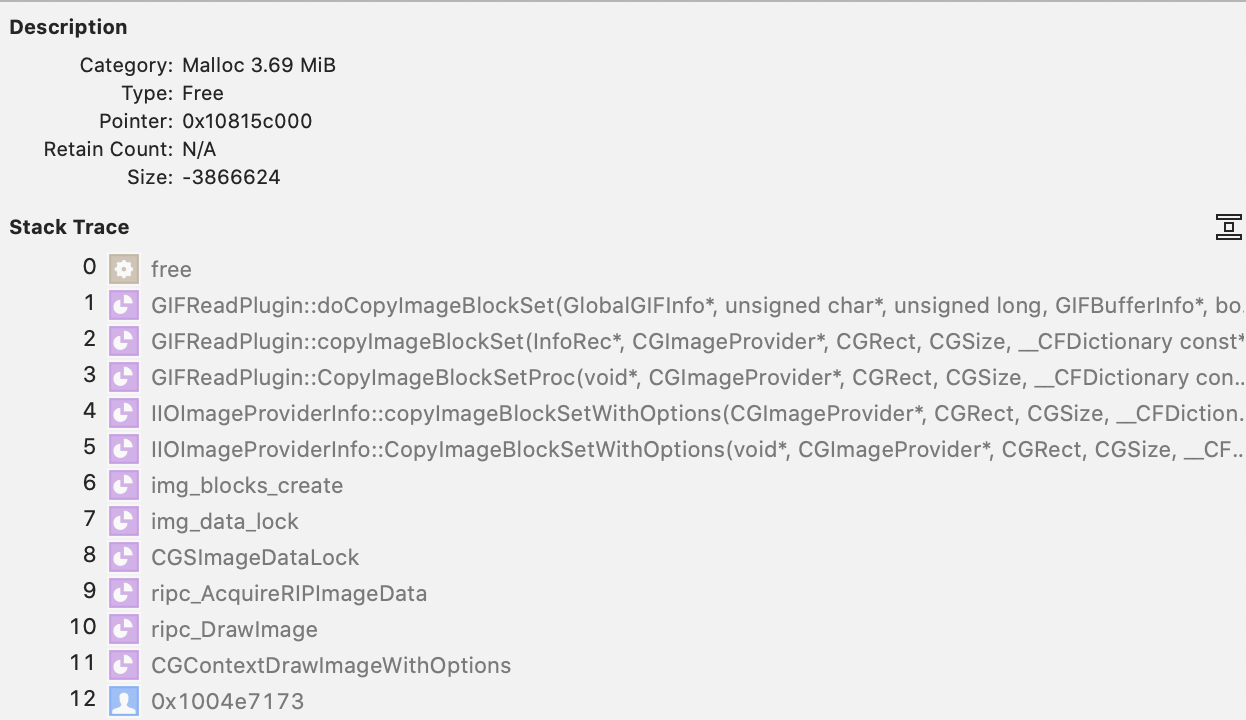 Description
Category: Malloc 3.69 MiB
Type: Free
Pointer: 0x10815c000
Retain Count: N/A
Size: -3866624
Stack Trace
0 free
1 GIFReadPlugin::doCopyImageBlockSet(GlobalGIFInfo*, unsigned char*, unsigned long, GIFBufferInfo*, bo...
2 GIFReadPlugin::copyImageBlockSet(InfoRec*, CGImageProvider*, CGRect, CGSize, __CFDictionary const*
3 GIFReadPlugin::CopyImageBlockSetProc(void*, CGImageProvider*, CGRect, CGSize, __CFDictionary con...
4 IIOImageProviderInfo::copyImageBlockSetWithOptions(CGImageProvider*, CGRect, CGSize, __CFDiction...
5 IIOImageProviderInfo::CopyImageBlockSetWithOptions(void*, CGImageProvider*, CGRect, CGSize, __CF...
6 img_blocks_create
7 img_data_lock
8 CGSImageDataLock
9 ripc_AcquireRIPImageData
10 ripc_DrawImage
11 CGContextDrawImageWithOptions
12 0x1004e7173